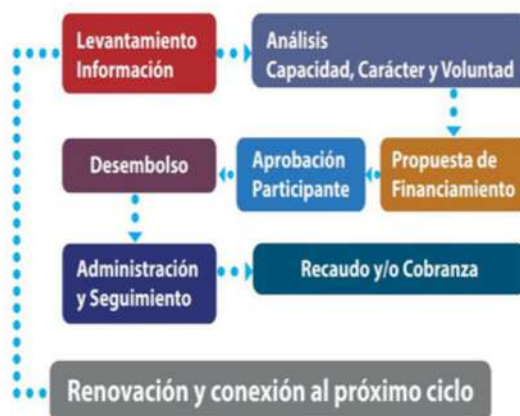 Levantamiento
Información
Análisis
Capacidad, Carácter y Voluntad
Propuesta de
Financiamiento
Aprobación
Participante
Desembolso
Administración
y Seguimiento
Recaudo y/o Cobranza
Renovación y conexión al próximo ciclo